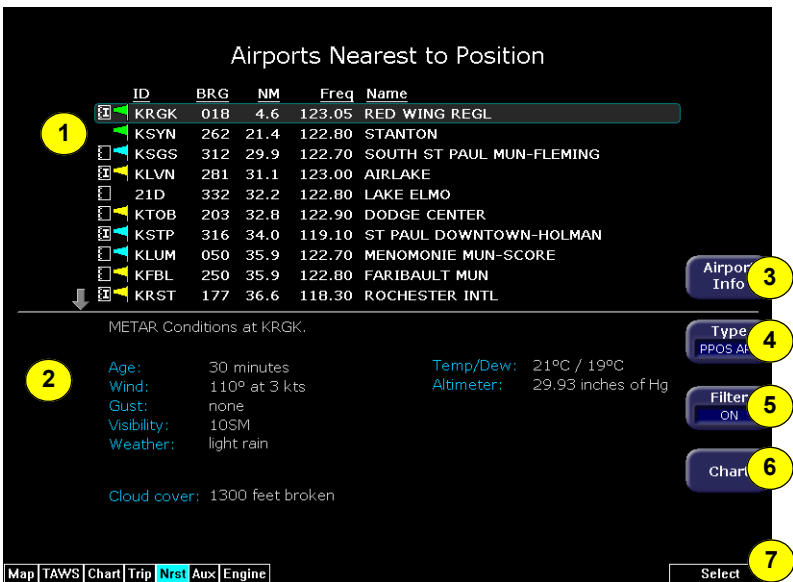 Airports Nearest to Position
ID BRG NM Freq Name
I KRGK 018 4.6 123.05 RED WING REGL
KSYN 262 21.4 122.80 STANTON
KSGS 312 29.9 122.70 SOUTH ST PAUL MUN-FLEMING
I KLVN 281 31.1 123.00 AIRLAKE
21D 332 32.2 122.80 LAKE ELMO
KTOB 203 32.8 122.90 DODGE CENTER
I KSTP 316 34.0 119.10 ST PAUL DOWNTOWN-HOLMAN
KLUM 050 35.9 122.70 MENOMONIE MUN-SCORE
KFBL 250 35.9 122.80 FARIBAULT MUN
I KRST 177 36.6 118.30 ROCHESTER INTL
1
METAR Conditions at KRGK.
Age: 30 minutes
Wind: 110º at 3 kts
Gust: none
Visibility: 10SM
Weather: light rain
Temp/Dew: 21ºC / 19ºC
Altimeter: 29.93 inches of Hg
Cloud cover: 1300 feet broken
2
Airport
Info
3
Type
PPOS
4
Filter
ON
5
Chart
6
Map TAWS Chart Trip Nrst Aux Engine
Select
7